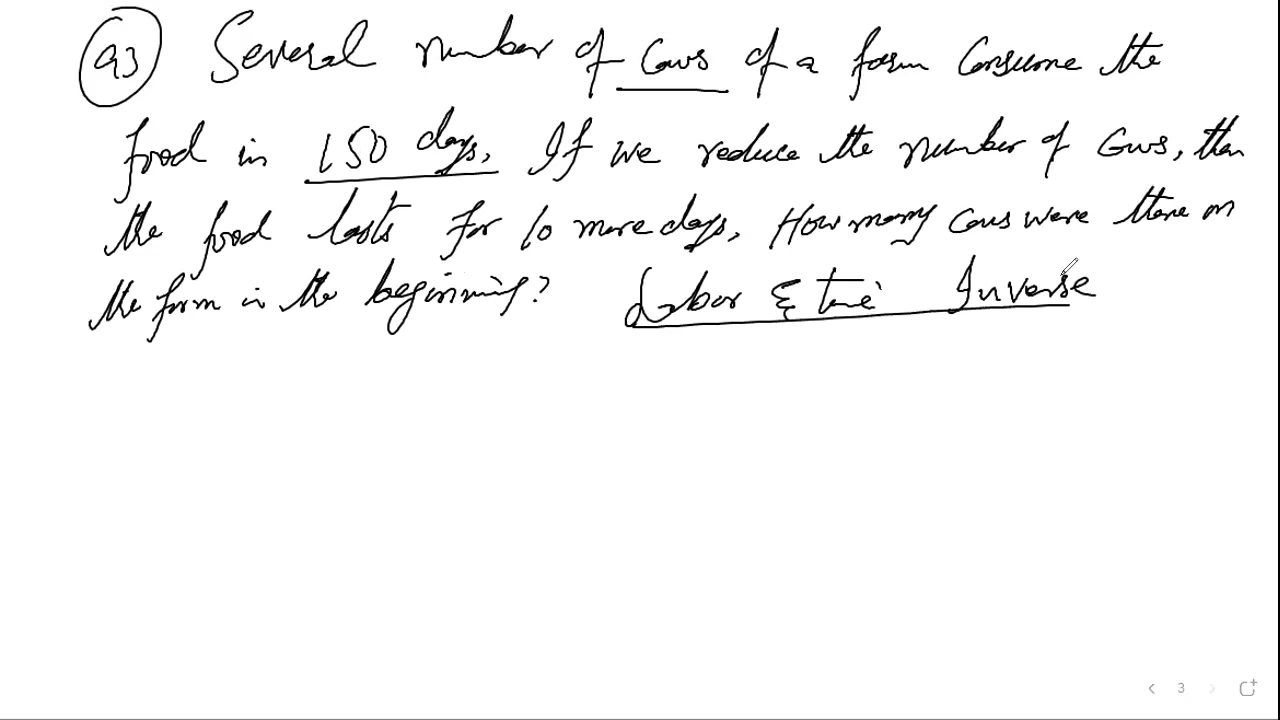 Q3 Several number of Cows of a farm Consume the
food in 150 days. If we reduce the number of Cows, then
the food lasts for 10 more days. How many cows were there on
the farm in the beginning? Labor & time Inverse
3